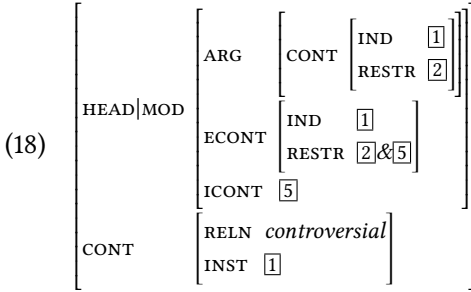 (18)
HEAD|MOD
ARG [CONT [IND 1
RESTR 2]]
ECONT [IND 1
RESTR 2&5]
ICONT 5
CONT [RELN controversial
INST 1]